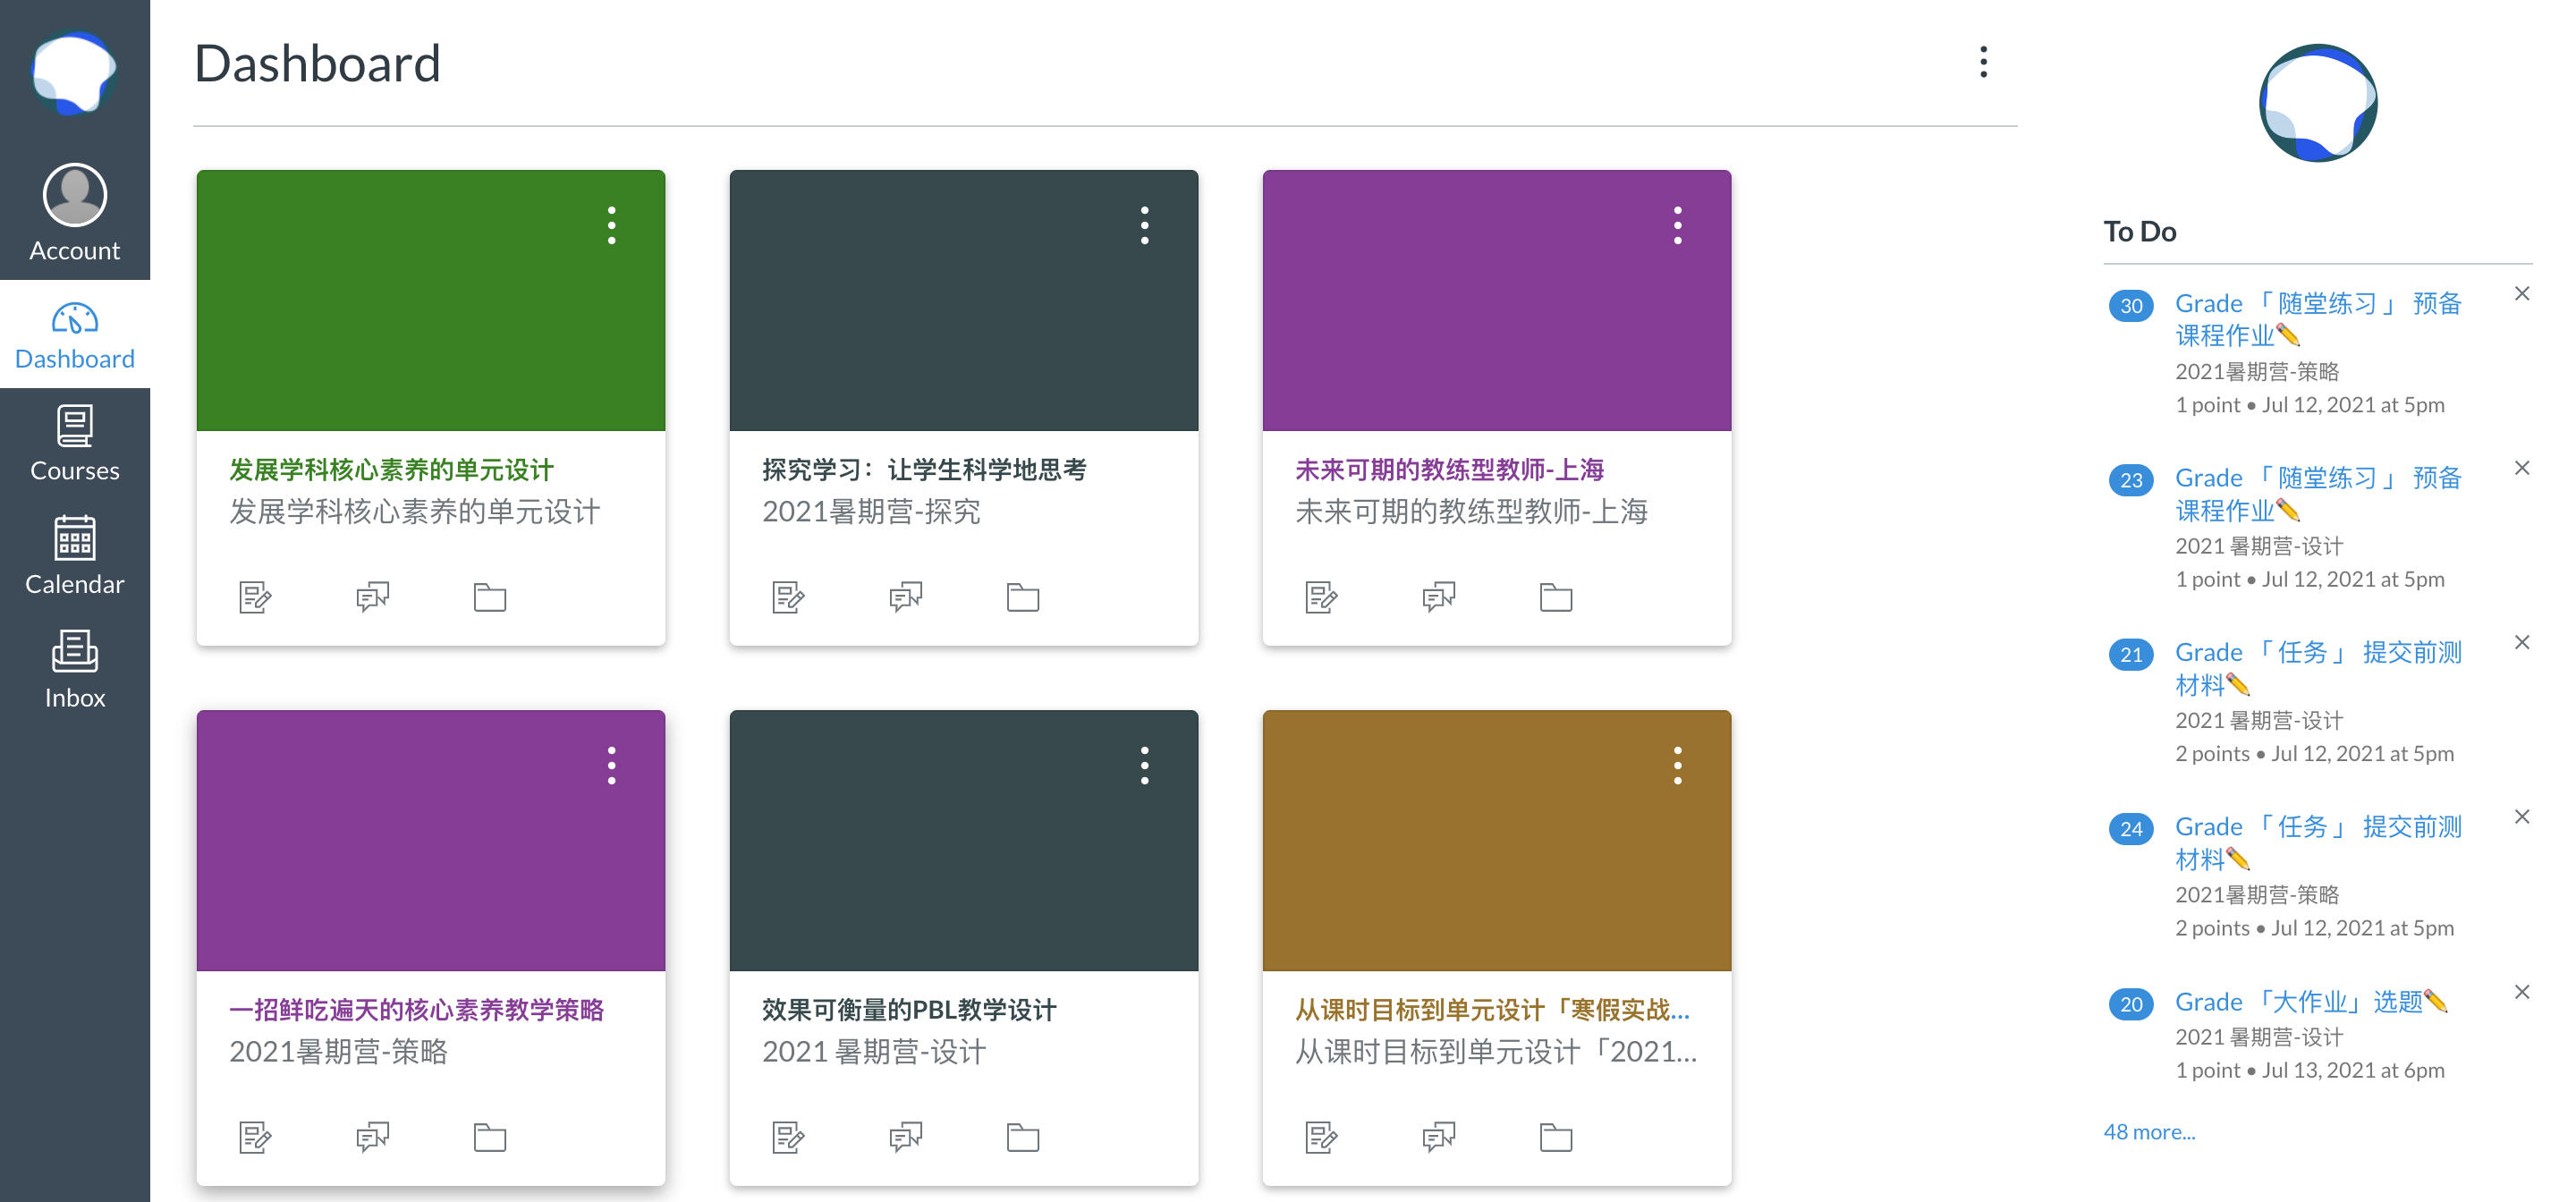 Dashboard
Account
Dashboard
Courses
Calendar
Inbox
发展学科核心素养的单元设计
发展学科核心素养的单元设计
探究学习：让学生科学地思考
2021暑期营-探究
未来可期的教练型教师-上海
未来可期的教练型教师-上海
一招鲜吃遍天的核心素养教学策略
2021暑期营-策略
效果可衡量的PBL教学设计
2021 暑期营-设计
从课时目标到单元设计「寒假实战...
从课时目标到单元设计「2021...
To Do
30
Grade 「 随堂练习 」 预备
课程作业✏️
2021暑期营-策略
1 point • Jul 12, 2021 at 5pm
23
Grade 「 随堂练习 」 预备
课程作业✏️
2021 暑期营-设计
1 point • Jul 12, 2021 at 5pm
21
Grade 「 任务 」 提交前测
材料✏️
2021 暑期营-设计
2 points • Jul 12, 2021 at 5pm
24
Grade 「 任务 」 提交前测
材料✏️
2021暑期营-策略
2 points • Jul 12, 2021 at 5pm
20
Grade 「大作业」选题✏️
2021 暑期营-设计
1 point • Jul 13, 2021 at 6pm
48 more...